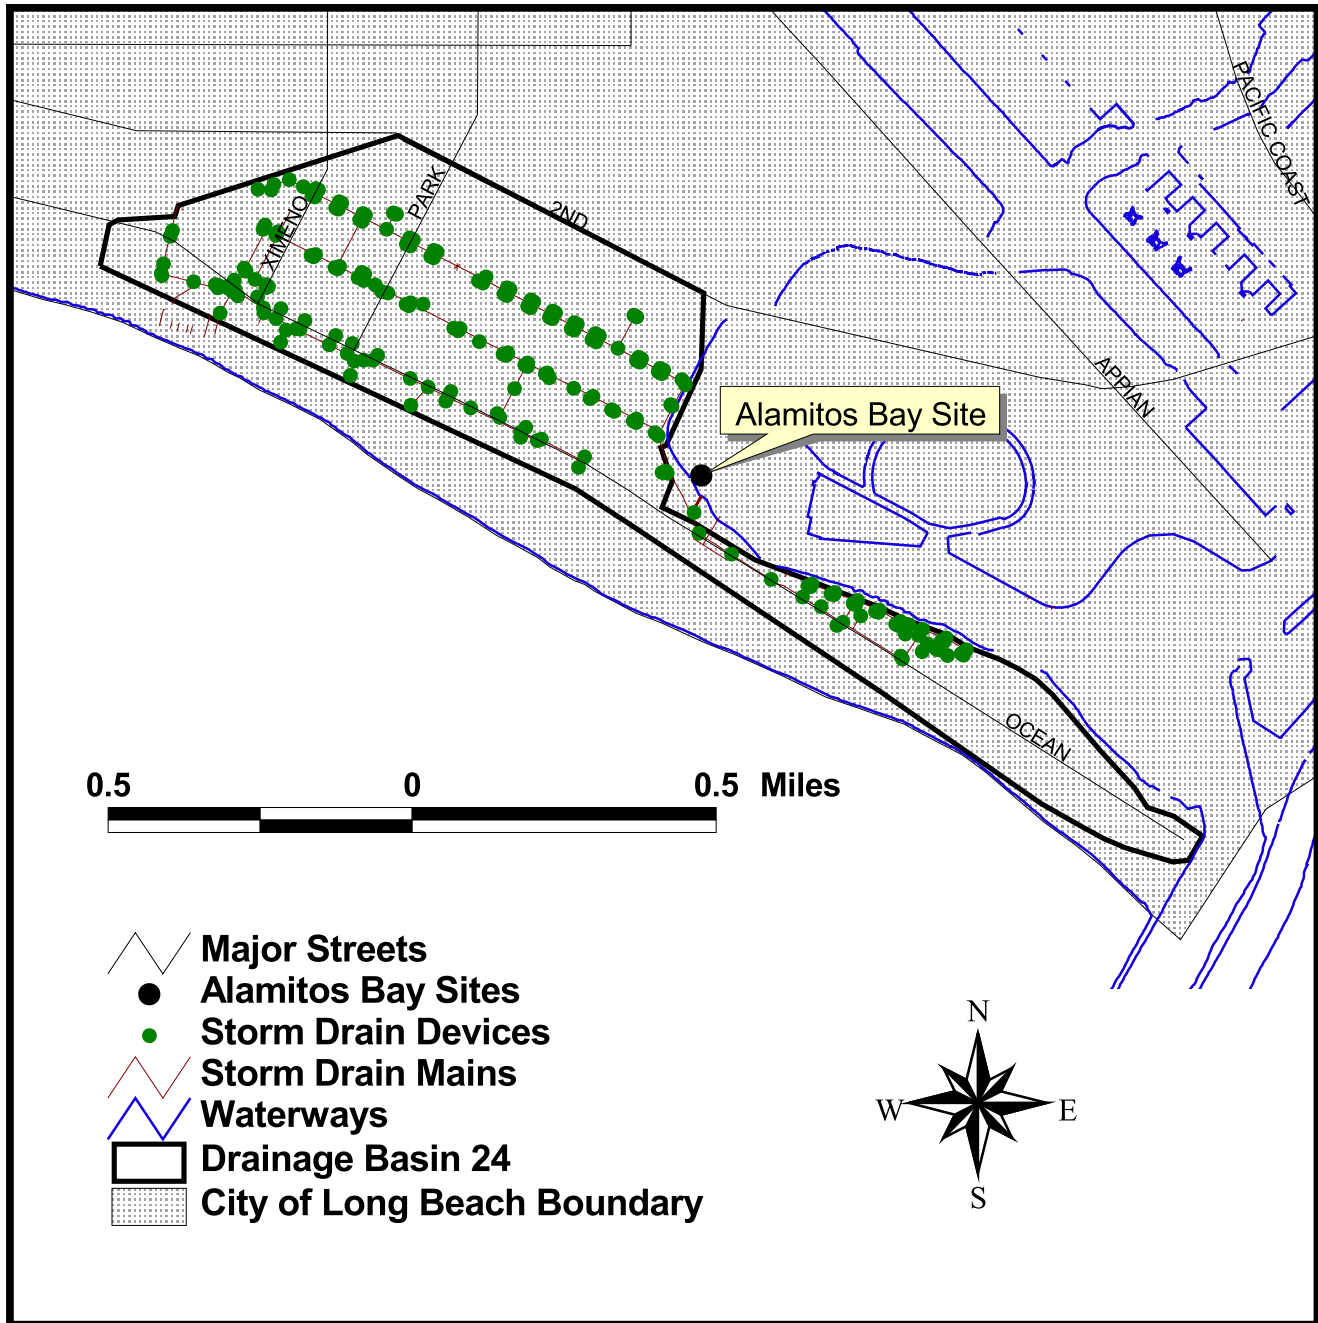 PACIFIC COAST
XIMENO
PARK
2ND
APPIAN
Alamitos Bay Site
OCEAN
0.5 0 0.5 Miles
Major Streets
Alamitos Bay Sites
Storm Drain Devices
Storm Drain Mains
Waterways
Drainage Basin 24
City of Long Beach Boundary
N
W E
S